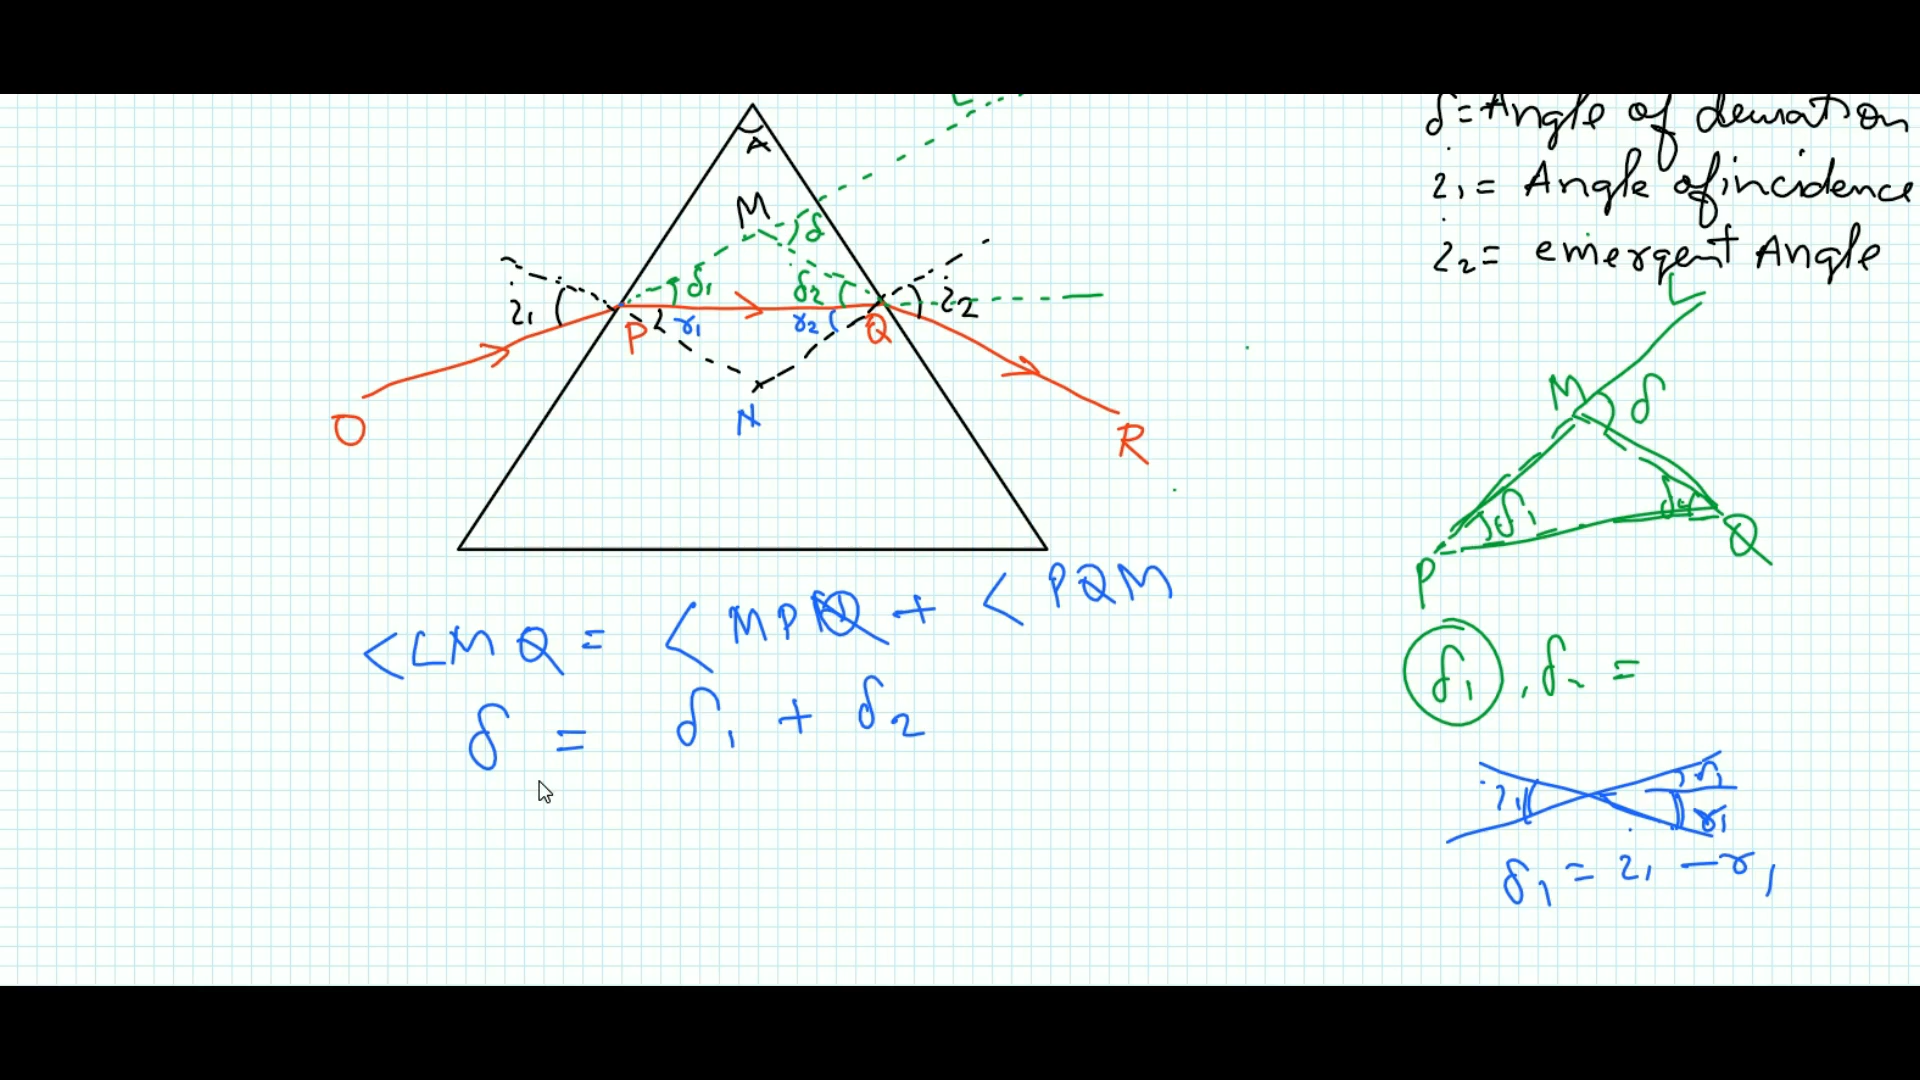 δ = Angle of deviation
i₁ = Angle of incidence
i₂ = emergent Angle
A
L
M
δ
i₁
δ₁
δ₂
i₂
P
r₁
r₂
Q
N
O
R
L
M
δ
δ₁
δ₂
P
Q
<LMQ = <MPQ + <PQM
δ = δ₁ + δ₂
δ₁, δ₂ =
i₁
δ₁
r₁
δ₁ = i₁ - r₁